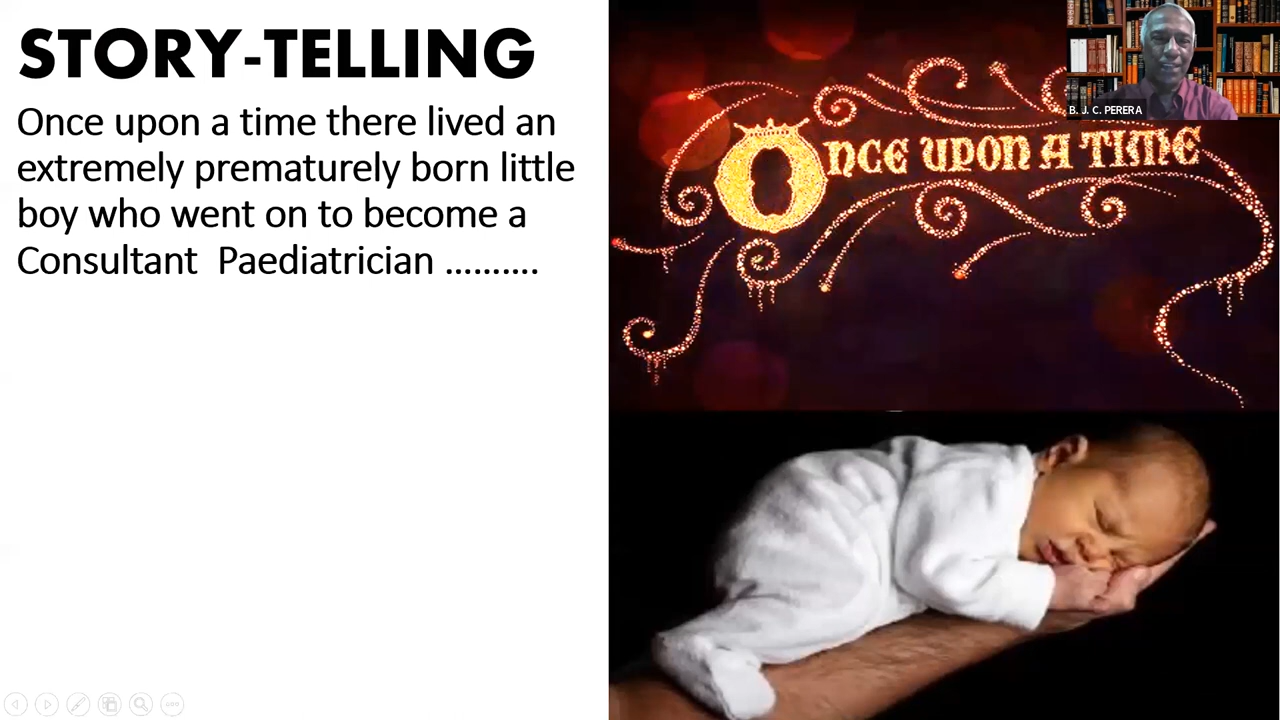 STORY-TELLING
Once upon a time there lived an
extremely prematurely born little
boy who went on to become a
Consultant  Paediatrician ..........
ONCE UPON A TIME
B. J. C. PERERA